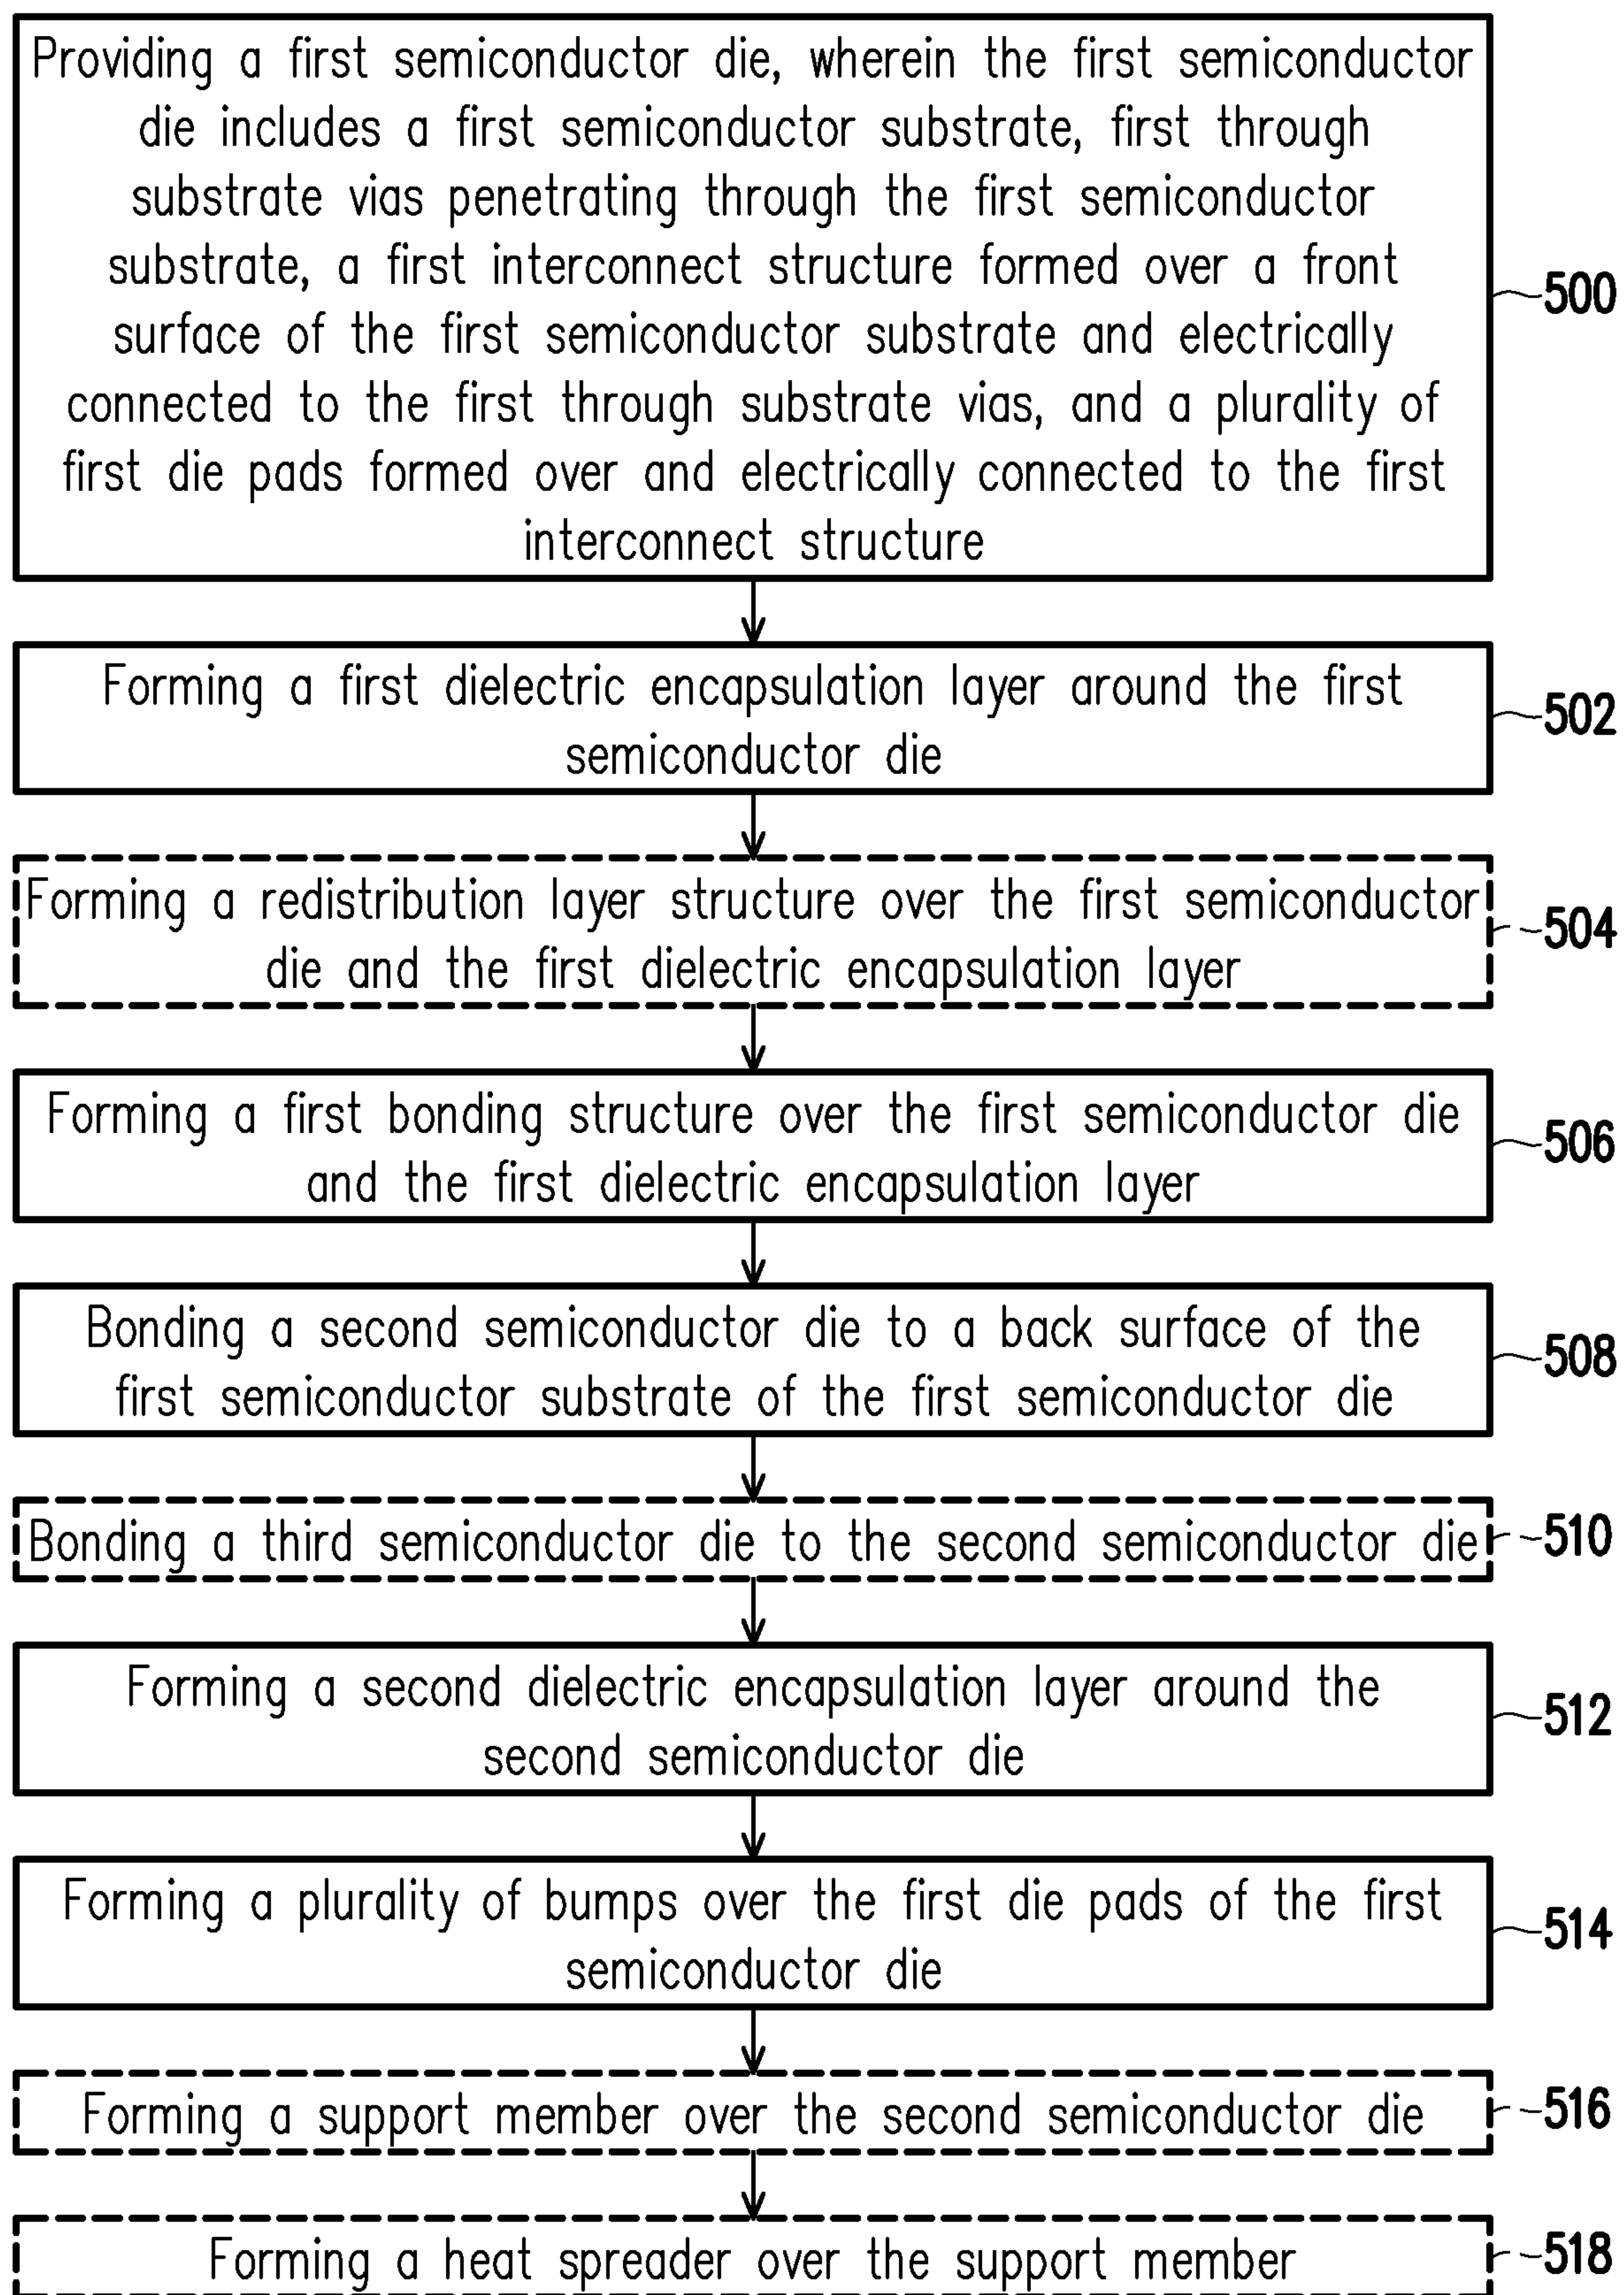 Providing a first semiconductor die, wherein the first semiconductor
die includes a first semiconductor substrate, first through
substrate vias penetrating through the first semiconductor
substrate, a first interconnect structure formed over a front
surface of the first semiconductor substrate and electrically
connected to the first through substrate vias, and a plurality of
first die pads formed over and electrically connected to the first
interconnect structure
500
Forming a first dielectric encapsulation layer around the first
semiconductor die
502
Forming a redistribution layer structure over the first semiconductor
die and the first dielectric encapsulation layer
504
Forming a first bonding structure over the first semiconductor die
and the first dielectric encapsulation layer
506
Bonding a second semiconductor die to a back surface of the
first semiconductor substrate of the first semiconductor die
508
Bonding a third semiconductor die to the second semiconductor die
510
Forming a second dielectric encapsulation layer around the
second semiconductor die
512
Forming a plurality of bumps over the first die pads of the first
semiconductor die
514
Forming a support member over the second semiconductor die
516
Forming a heat spreader over the support member
518